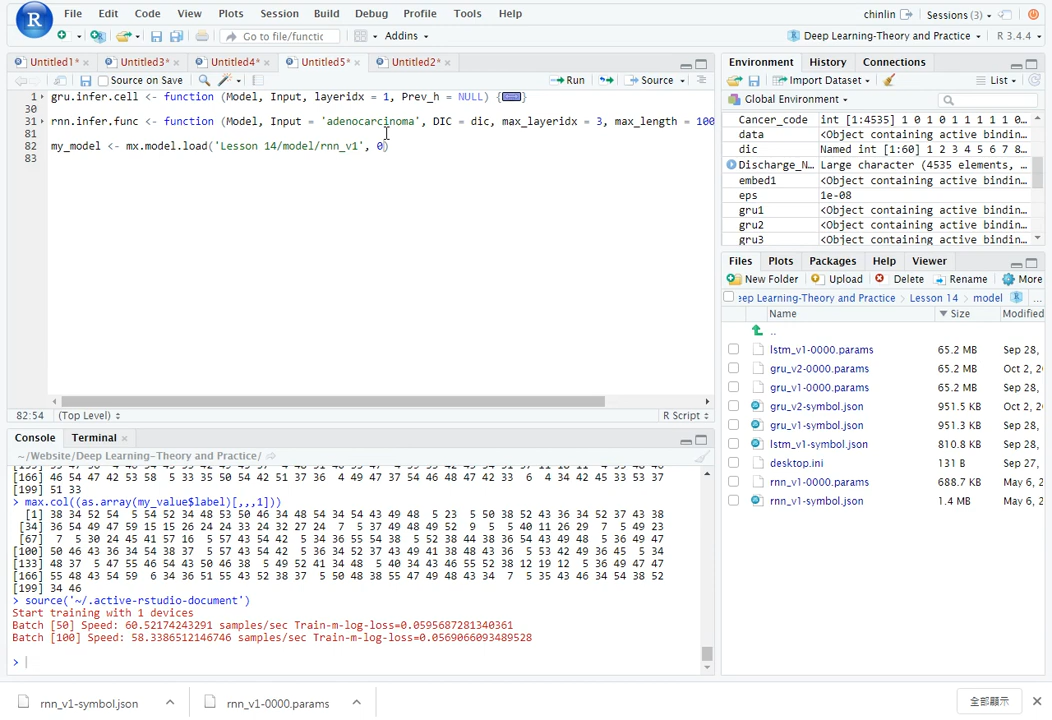 R File Edit Code View Plots Session Build Debug Profile Tools Help chinlin Sessions (3)
Go to file/functic Addins Deep Learning-Theory and Practice R 3.4.4
Untitled1* Untitled3* Untitled4* Untitled5* Untitled2*
Source on Save Run Source
1 gru.infer.cell <- function (Model, Input, layeridx = 1, Prev_h = NULL) {
30
31 rnn.infer.func <- function (Model, Input = 'adenocarcinoma', DIC = dic, max_layeridx = 3, max_length = 100
81
82 my_model <- mx.model.load('Lesson 14/model/rnn_v1', 0)
83
82:54 (Top Level) R Script
Console Terminal
~/Website/Deep Learning-Theory and Practice/
[166] 46 54 47 42 53 58 5 33 35 50 54 42 51 37 36 42 33 6 49 4 47 34 42 45 33 53 37
[199] 51 33
> max.col((as.array(my_value$label)[,,,1]))
[1] 38 34 52 54 5 54 52 34 48 53 50 46 34 48 54 34 54 43 49 48 5 23 5 50 38 52 43 36 34 52 37 43 38
[34] 36 54 49 47 59 15 15 26 24 24 33 24 32 27 24 7 5 37 49 48 49 52 9 5 5 40 11 26 29 7 5 49 23
[67] 7 5 30 24 45 41 57 16 5 57 43 54 42 5 34 36 55 54 38 5 52 38 44 38 36 54 43 49 48 5 36 49 47
[100] 50 46 43 36 34 54 38 37 5 57 43 54 42 5 36 34 52 37 43 49 41 38 48 43 36 5 53 42 49 36 45 5 34
[133] 48 37 5 47 55 46 54 43 50 46 38 5 49 52 41 34 48 5 40 34 43 46 55 52 38 12 19 12 5 36 49 47 47
[166] 55 48 43 54 59 6 34 36 51 55 43 52 38 37 5 50 48 38 55 47 49 48 43 34 7 5 35 43 46 34 54 38 52
[199] 34 46
> source('~/.active-rstudio-document')
Start training with 1 devices
Batch [50] Speed: 60.52174243291 samples/sec Train-m-log-loss=0.0595687281340361
Batch [100] Speed: 58.3386512146746 samples/sec Train-m-log-loss=0.0569066093489528
>
Environment History Connections
Import Dataset List
Global Environment
Cancer_code int [1:4535] 1 0 1 0 1 1 1 1 0…
data <Object containing active bindin…
dic Named int [1:60] 1 2 3 4 5 6 7 8…
Discharge_N… Large character (4535 elements, …
embed1 <Object containing active bindin…
eps 1e-08
gru1 <Object containing active bindin…
gru2 <Object containing active bindin…
gru3 <Object containing active bindin…
Files Plots Packages Help Viewer
New Folder Upload Delete Rename More
eep Learning-Theory and Practice Lesson 14 model …
Name Size Modified
..
lstm_v1-0000.params 65.2 MB Sep 28,
gru_v2-0000.params 65.2 MB Oct 2, 2
gru_v1-0000.params 65.2 MB Sep 28,
gru_v2-symbol.json 951.5 KB Oct 2, 2
gru_v1-symbol.json 951.3 KB Sep 28,
lstm_v1-symbol.json 810.8 KB Sep 28,
desktop.ini 131 B Sep 27,
rnn_v1-0000.params 688.7 KB May 6, 2
rnn_v1-symbol.json 1.4 MB May 6, 2
rnn_v1-symbol.json rnn_v1-0000.params 全部顯示